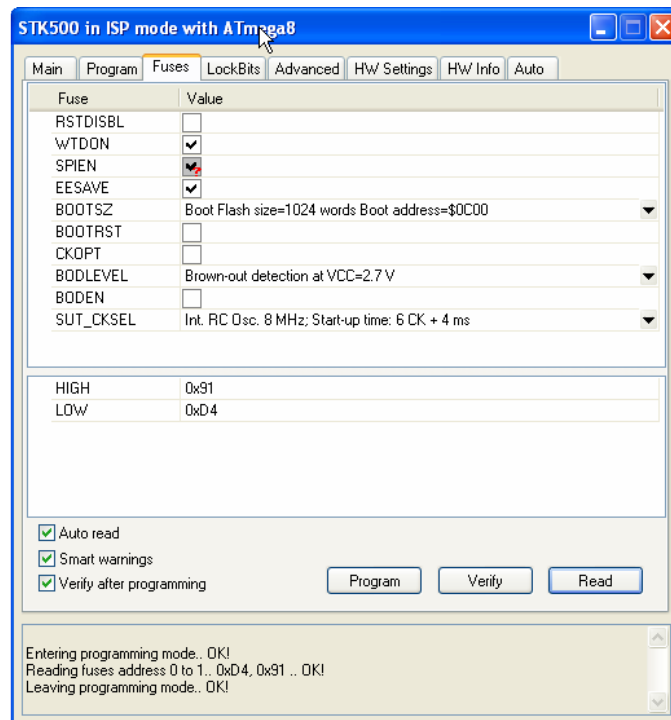 STK500 in ISP mode with ATmega8
Main Program Fuses LockBits Advanced HW Settings HW Info Auto
Fuse Value
RSTDISBL
WTDON
SPIEN
EESAVE
BOOTSZ Boot Flash size=1024 words Boot address=$0C00
BOOTRST
CKOPT
BODLEVEL Brown-out detection at VCC=2.7 V
BODEN
SUT_CKSEL Int. RC Osc. 8 MHz; Start-up time: 6 CK + 4 ms
HIGH 0x91
LOW 0xD4
Auto read
Smart warnings
Verify after programming
Program Verify Read
Entering programming mode.. OK!
Reading fuses address 0 to 1.. 0xD4, 0x91 .. OK!
Leaving programming mode.. OK!